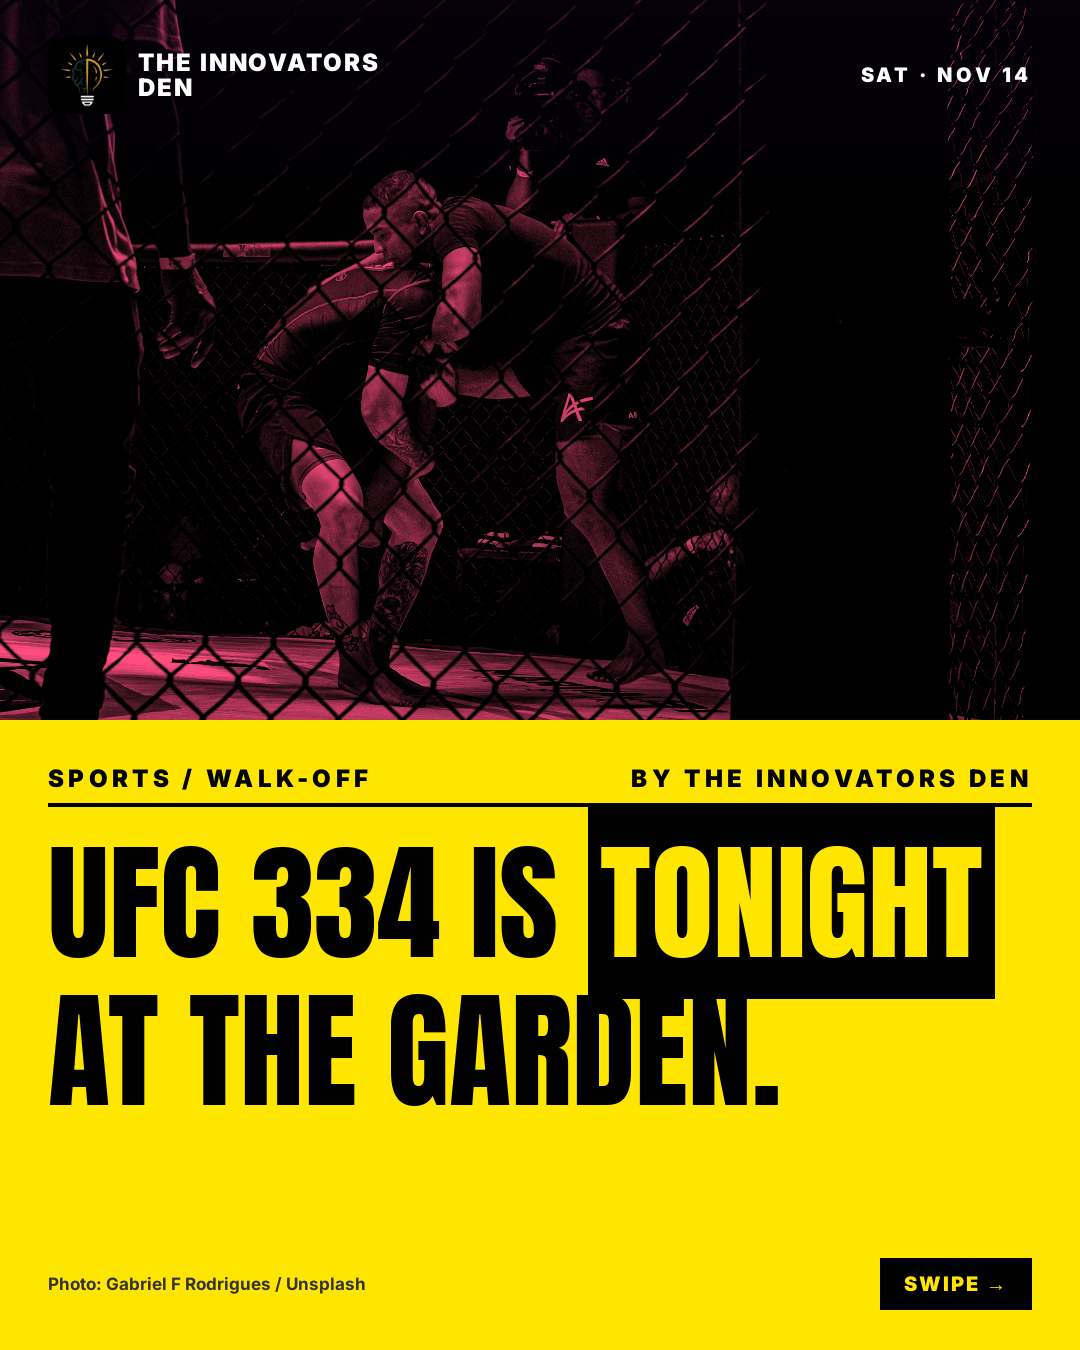 THE INNOVATORS
DEN
SAT · NOV 14
SPORTS / WALK-OFF
BY THE INNOVATORS DEN
UFC 334 IS TONIGHT
AT THE GARDEN.
Photo: Gabriel F Rodrigues / Unsplash
SWIPE →